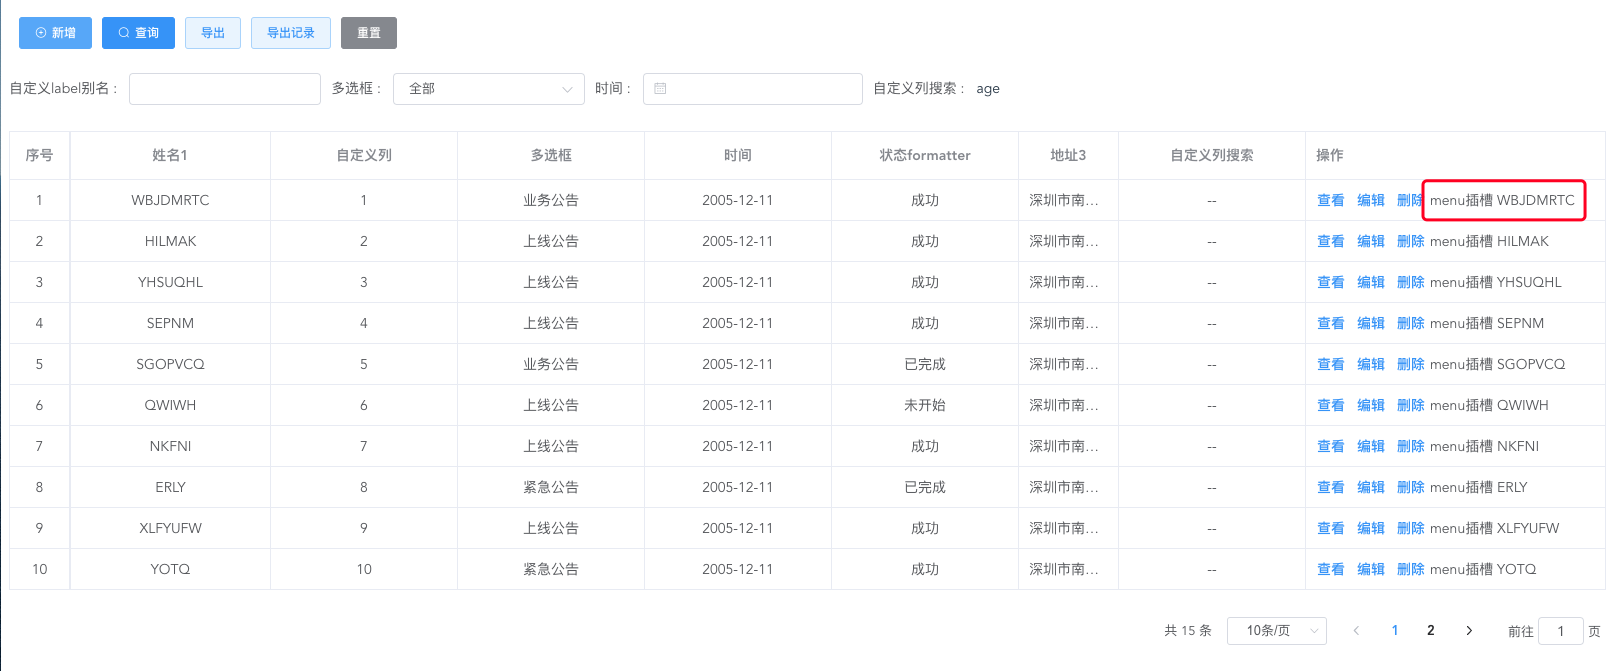 新增 查询 导出 导出记录 重置
自定义label别名： 多选框： 全部 时间： 自定义列搜索： age
序号 姓名1 自定义列 多选框 时间 状态formatter 地址3 自定义列搜索 操作
1 WBJDMRTC 1 业务公告 2005-12-11 成功 深圳市南... -- 查看 编辑 删除 menu插槽 WBJDMRTC
2 HILMAK 2 上线公告 2005-12-11 成功 深圳市南... -- 查看 编辑 删除 menu插槽 HILMAK
3 YHSUQHL 3 上线公告 2005-12-11 成功 深圳市南... -- 查看 编辑 删除 menu插槽 YHSUQHL
4 SEPNM 4 上线公告 2005-12-11 成功 深圳市南... -- 查看 编辑 删除 menu插槽 SEPNM
5 SGOPVCQ 5 业务公告 2005-12-11 已完成 深圳市南... -- 查看 编辑 删除 menu插槽 SGOPVCQ
6 QWIWH 6 上线公告 2005-12-11 未开始 深圳市南... -- 查看 编辑 删除 menu插槽 QWIWH
7 NKFNI 7 上线公告 2005-12-11 成功 深圳市南... -- 查看 编辑 删除 menu插槽 NKFNI
8 ERLY 8 紧急公告 2005-12-11 已完成 深圳市南... -- 查看 编辑 删除 menu插槽 ERLY
9 XLFYUFW 9 上线公告 2005-12-11 成功 深圳市南... -- 查看 编辑 删除 menu插槽 XLFYUFW
10 YOTQ 10 紧急公告 2005-12-11 成功 深圳市南... -- 查看 编辑 删除 menu插槽 YOTQ
共 15 条 10条/页 1 2 前往 1 页